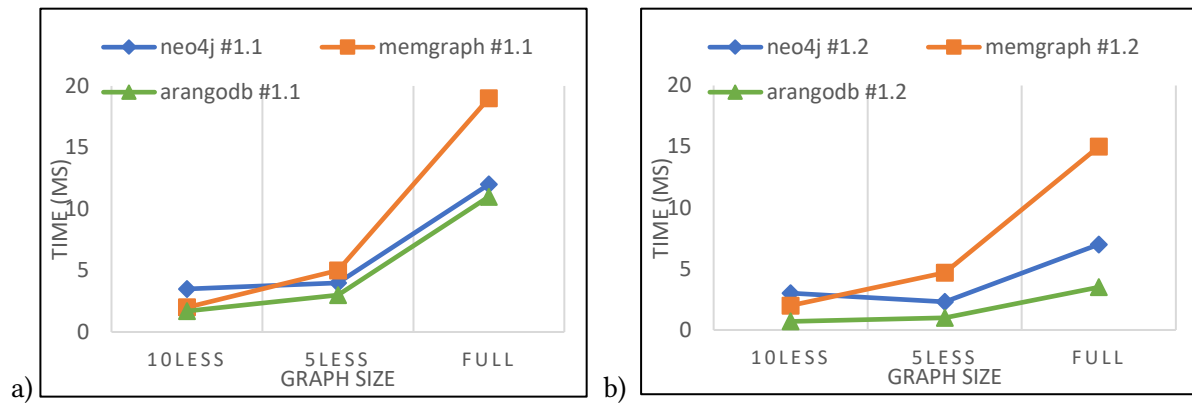 neo4j #1.1 memgraph #1.1
arangodb #1.1
20
15
10
5
0
TIME (MS)
10LESS 5LESS FULL
GRAPH SIZE
a)
neo4j #1.2 memgraph #1.2
arangodb #1.2
20
15
10
5
0
TIME (MS)
10LESS 5LESS FULL
GRAPH SIZE
b)